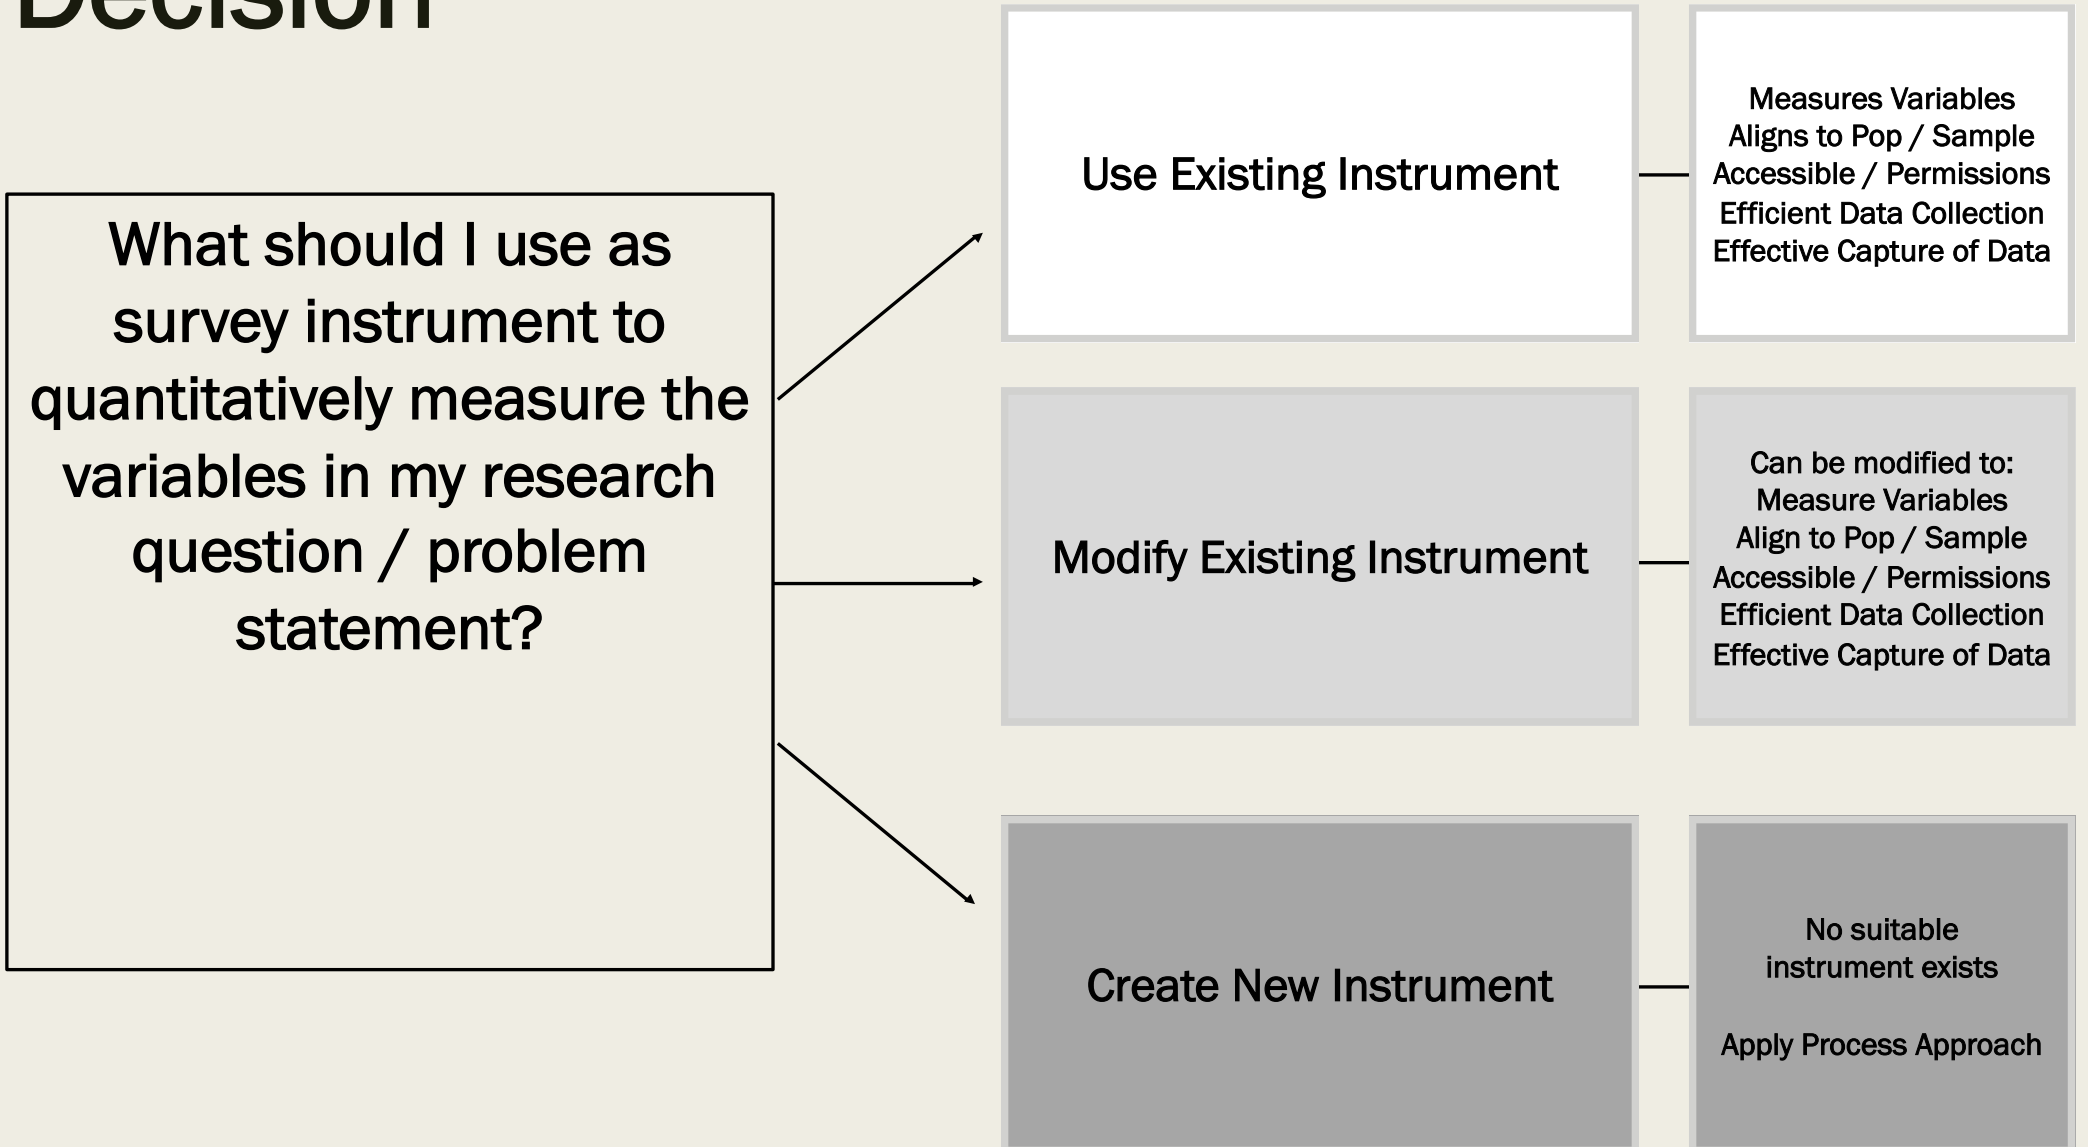 Decision
What should I use as
survey instrument to
quantitatively measure the
variables in my research
question / problem
statement?
Use Existing Instrument
Measures Variables
Aligns to Pop / Sample
Accessible / Permissions
Efficient Data Collection
Effective Capture of Data
Modify Existing Instrument
Can be modified to:
Measure Variables
Align to Pop / Sample
Accessible / Permissions
Efficient Data Collection
Effective Capture of Data
Create New Instrument
No suitable
instrument exists
Apply Process Approach